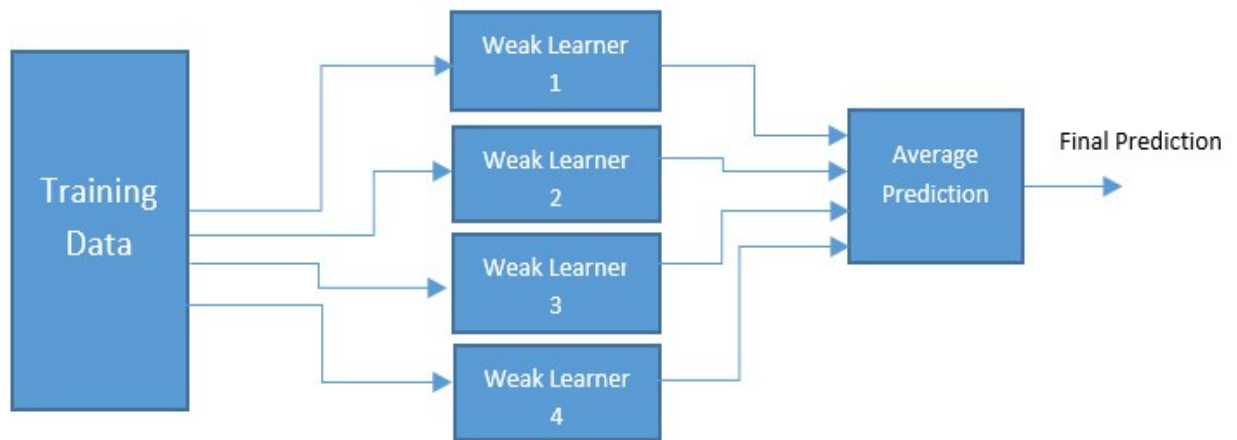 Training
Data
Weak Learner
1
Weak Learner
2
Weak Learner
3
Weak Learner
4
Average
Prediction
Final Prediction